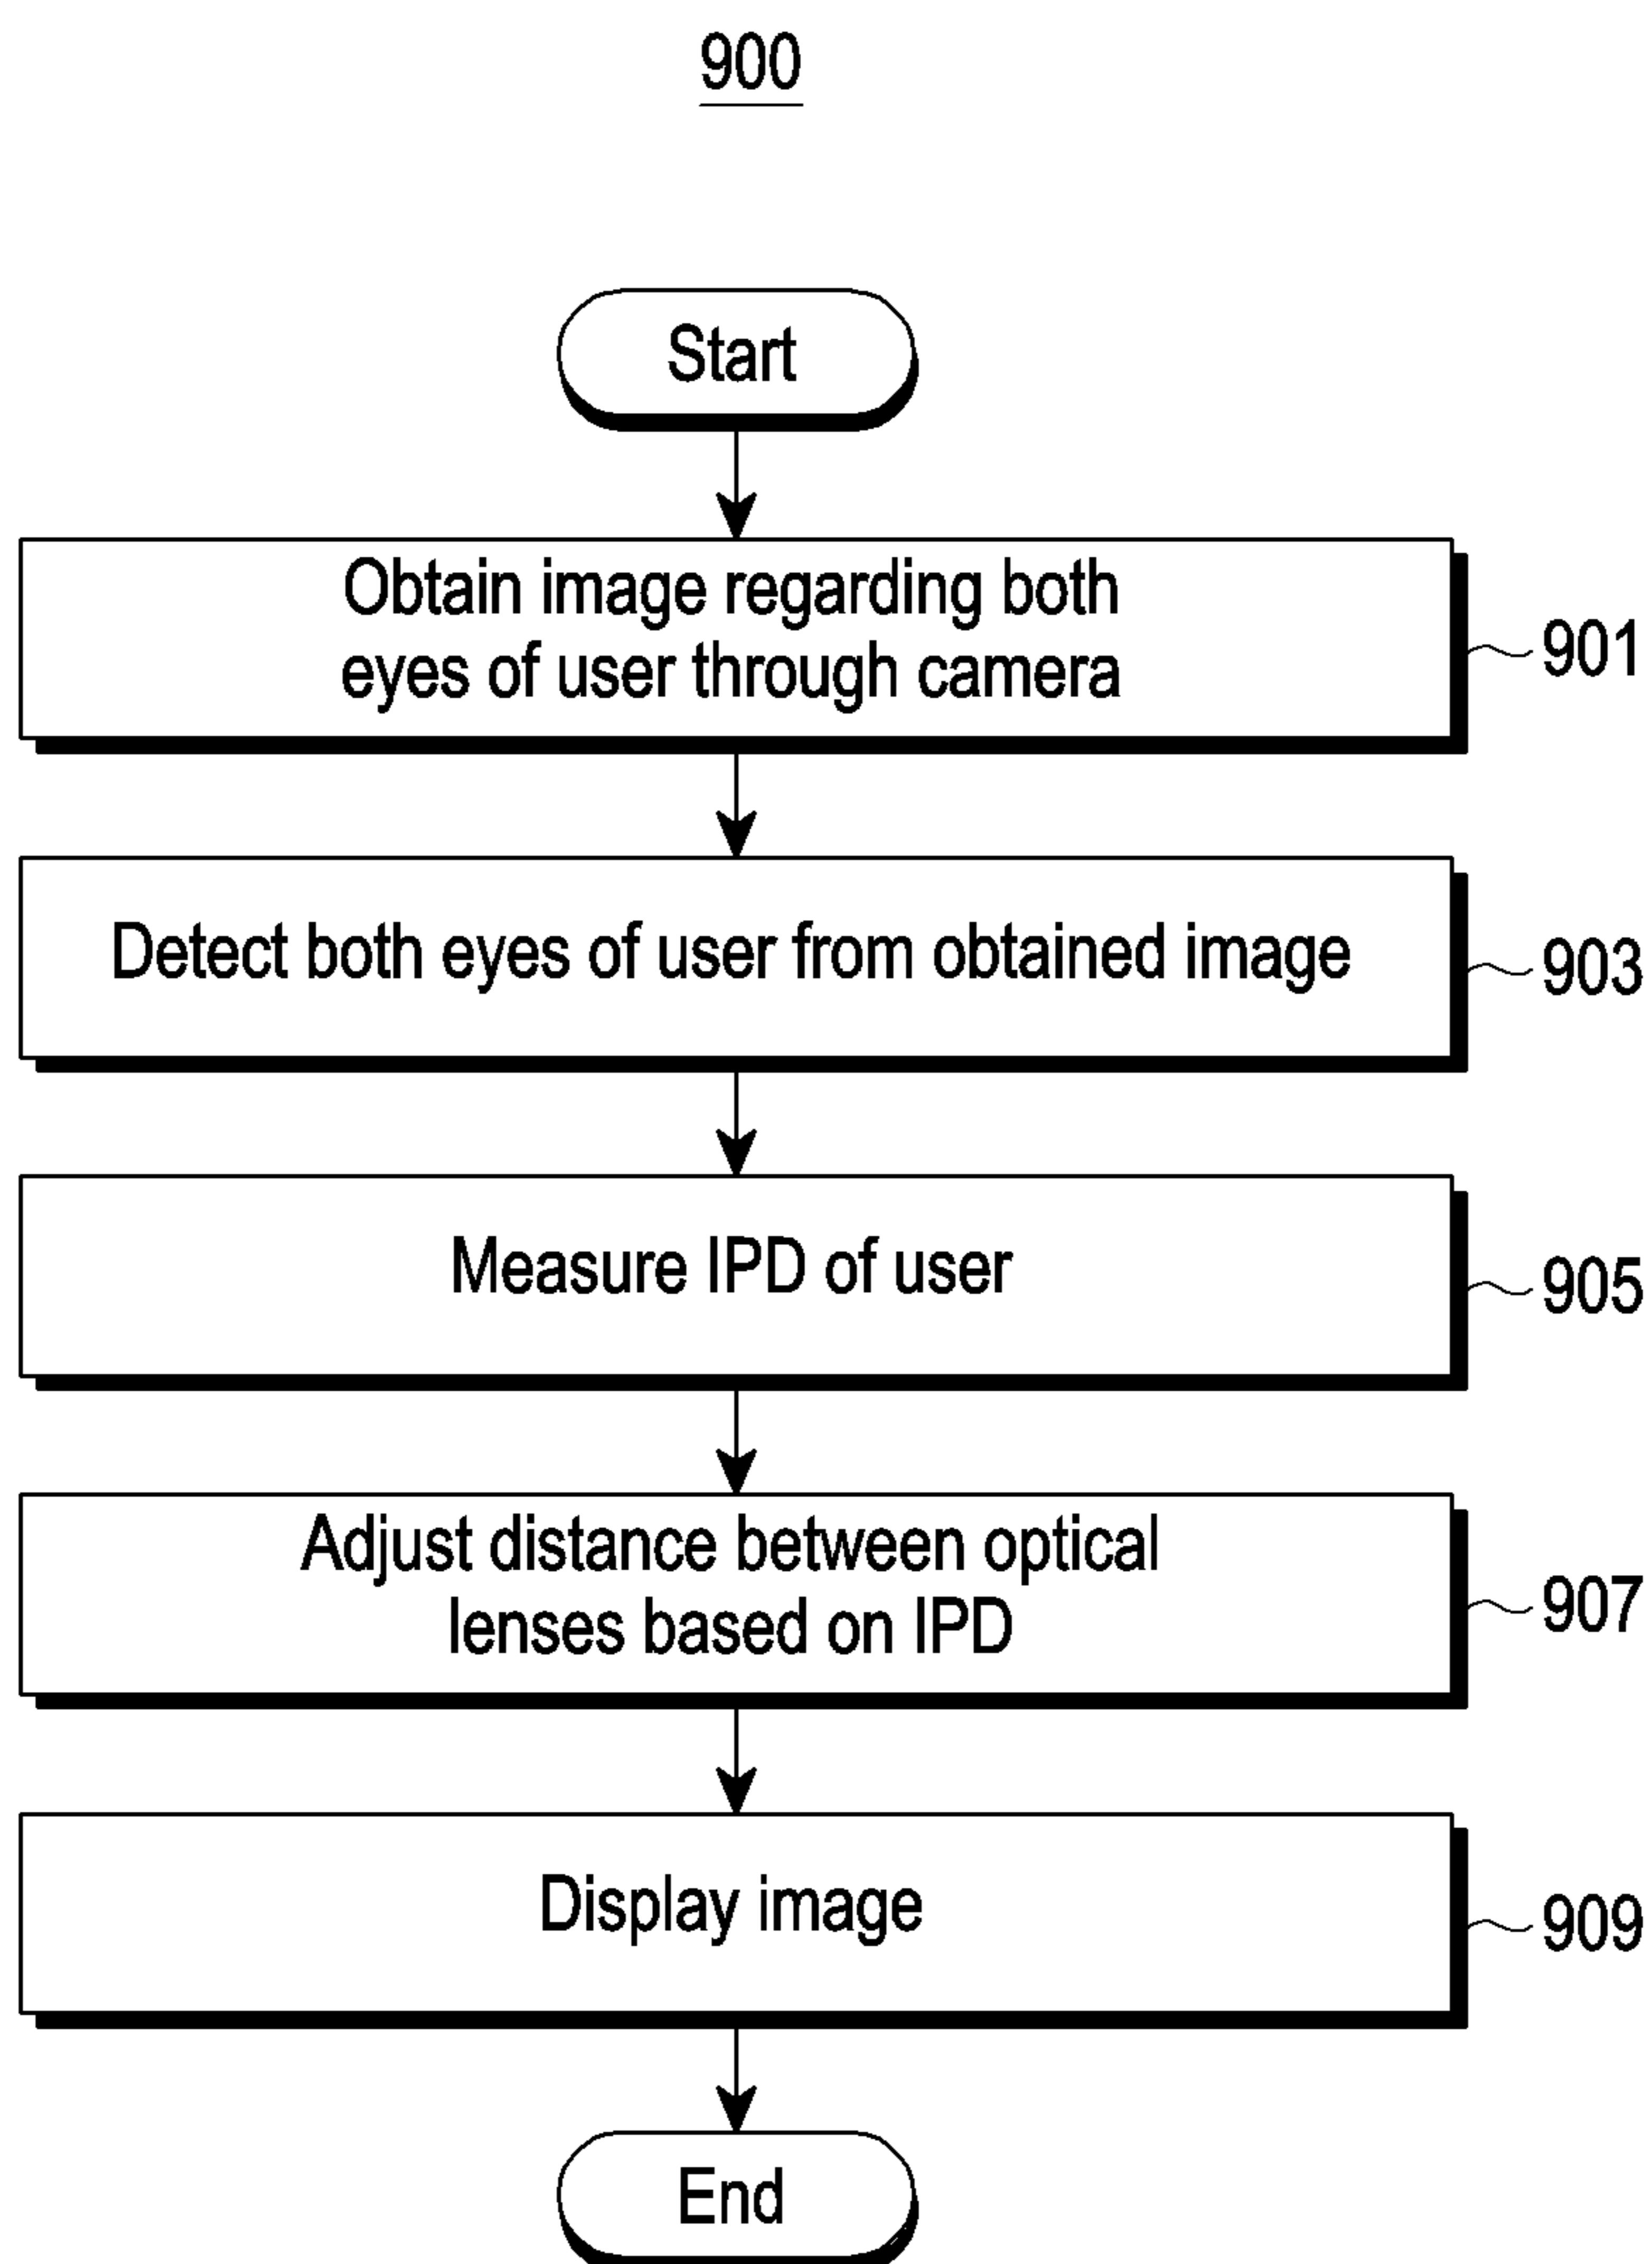 900
Start
Obtain image regarding both
eyes of user through camera
901
Detect both eyes of user from obtained image
903
Measure IPD of user
905
Adjust distance between optical
lenses based on IPD
907
Display image
909
End